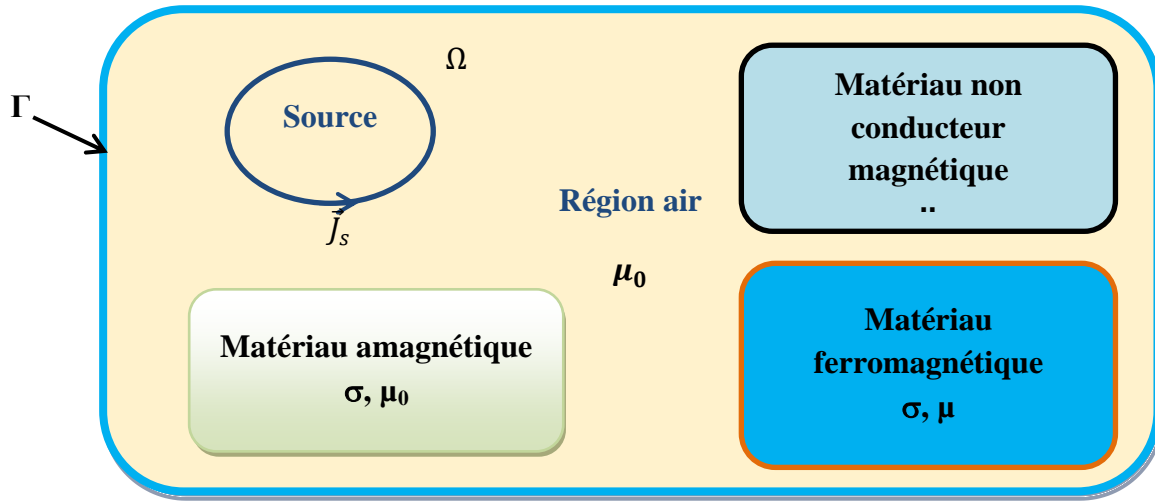 Ω
Γ
Source
J⃗ₛ
Matériau non
conducteur
magnétique
..
Région air
μ₀
Matériau amagnétique
σ, μ₀
Matériau
ferromagnétique
σ, μ